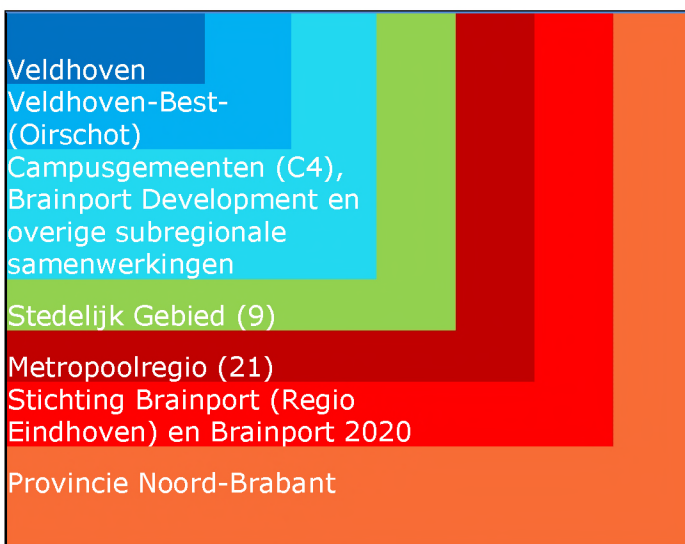 Veldhoven
Veldhoven-Best-
(Oirschot)
Campusgemeenten (C4),
Brainport Development en
overige subregionale
samenwerkingen
Stedelijk Gebied (9)
Metropoolregio (21)
Stichting Brainport (Regio
Eindhoven) en Brainport 2020
Provincie Noord-Brabant